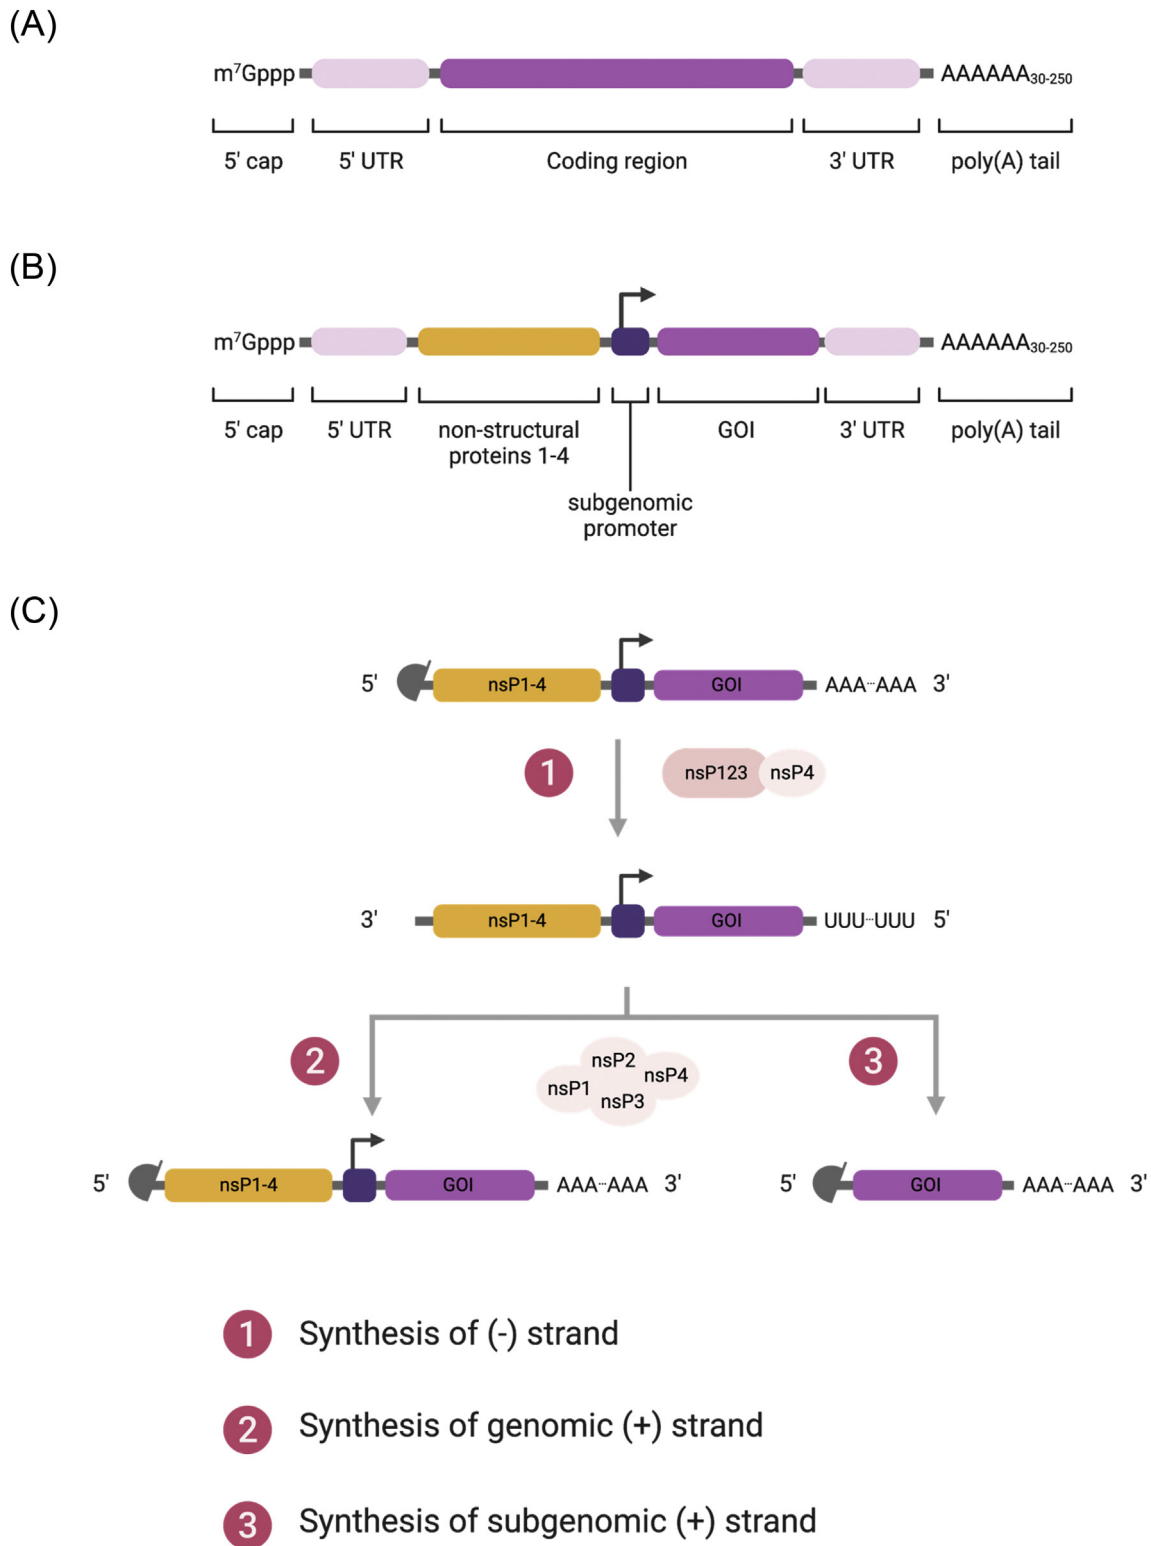 (A)
m⁷Gppp AAAAAA₃₀₋₂₅₀
5' cap 5' UTR Coding region 3' UTR poly(A) tail
(B)
m⁷Gppp AAAAAA₃₀₋₂₅₀
5' cap 5' UTR non-structural GOI 3' UTR poly(A) tail
proteins 1-4
subgenomic
promoter
(C)
5' nsP1-4 GOI AAA···AAA 3'
1 nsP123 nsP4
3' nsP1-4 GOI UUU···UUU 5'
2 nsP1 nsP2 nsP3 nsP4 3
5' nsP1-4 GOI AAA···AAA 3' 5' GOI AAA···AAA 3'
1 Synthesis of (-) strand
2 Synthesis of genomic (+) strand
3 Synthesis of subgenomic (+) strand